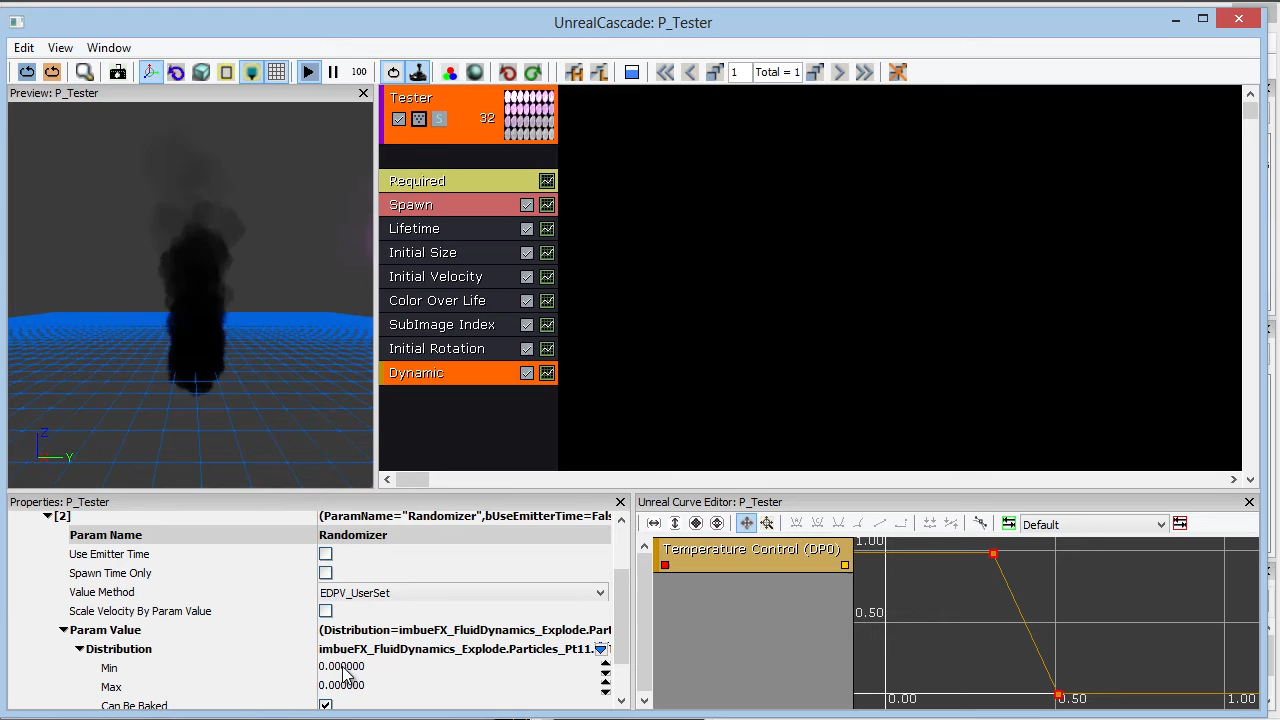 UnrealCascade: P_Tester
Edit View Window
100
1
Total = 1
Preview: P_Tester
Z
X
Y
Tester
S
32
Required
Spawn
Lifetime
Initial Size
Initial Velocity
Color Over Life
SubImage Index
Initial Rotation
Dynamic
Properties: P_Tester
[2] (ParamName="Randomizer",bUseEmitterTime=Fals
Param Name Randomizer
Use Emitter Time
Spawn Time Only
Value Method EDPV_UserSet
Scale Velocity By Param Value
Param Value (Distribution=imbueFX_FluidDynamics_Explode.Part
Distribution imbueFX_FluidDynamics_Explode.Particles_Pt11.
Min 0.000000
Max 0.000000
Can Be Baked
Unreal Curve Editor: P_Tester
Default
Temperature Control (DP0)
1.00
0.50
0.00 0.50 1.00